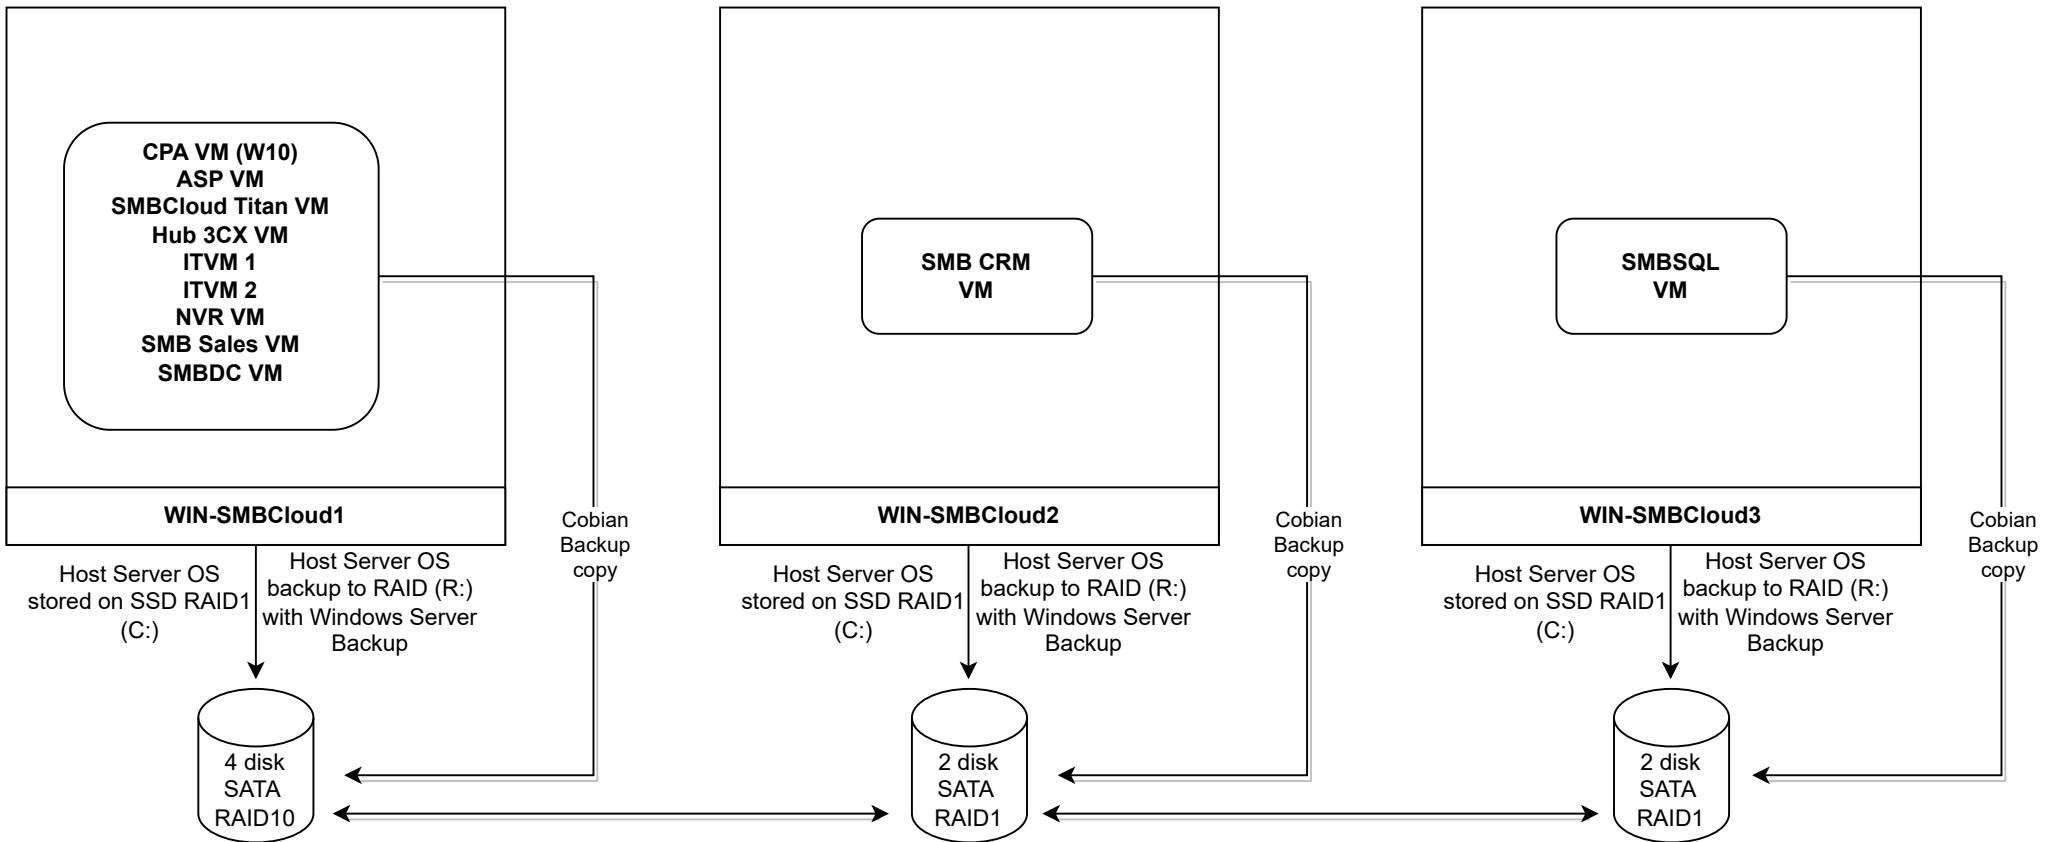 CPA VM (W10)
ASP VM
SMBCloud Titan VM
Hub 3CX VM
ITVM 1
ITVM 2
NVR VM
SMB Sales VM
SMBDC VM
WIN-SMBCloud1
Cobian
Backup
copy
Host Server OS
stored on SSD RAID1
(C:)
Host Server OS
backup to RAID (R:)
with Windows Server
Backup
4 disk
SATA
RAID10
SMB CRM
VM
WIN-SMBCloud2
Cobian
Backup
copy
Host Server OS
stored on SSD RAID1
(C:)
Host Server OS
backup to RAID (R:)
with Windows Server
Backup
2 disk
SATA
RAID1
SMBSQL
VM
WIN-SMBCloud3
Cobian
Backup
copy
Host Server OS
stored on SSD RAID1
(C:)
Host Server OS
backup to RAID (R:)
with Windows Server
Backup
2 disk
SATA
RAID1